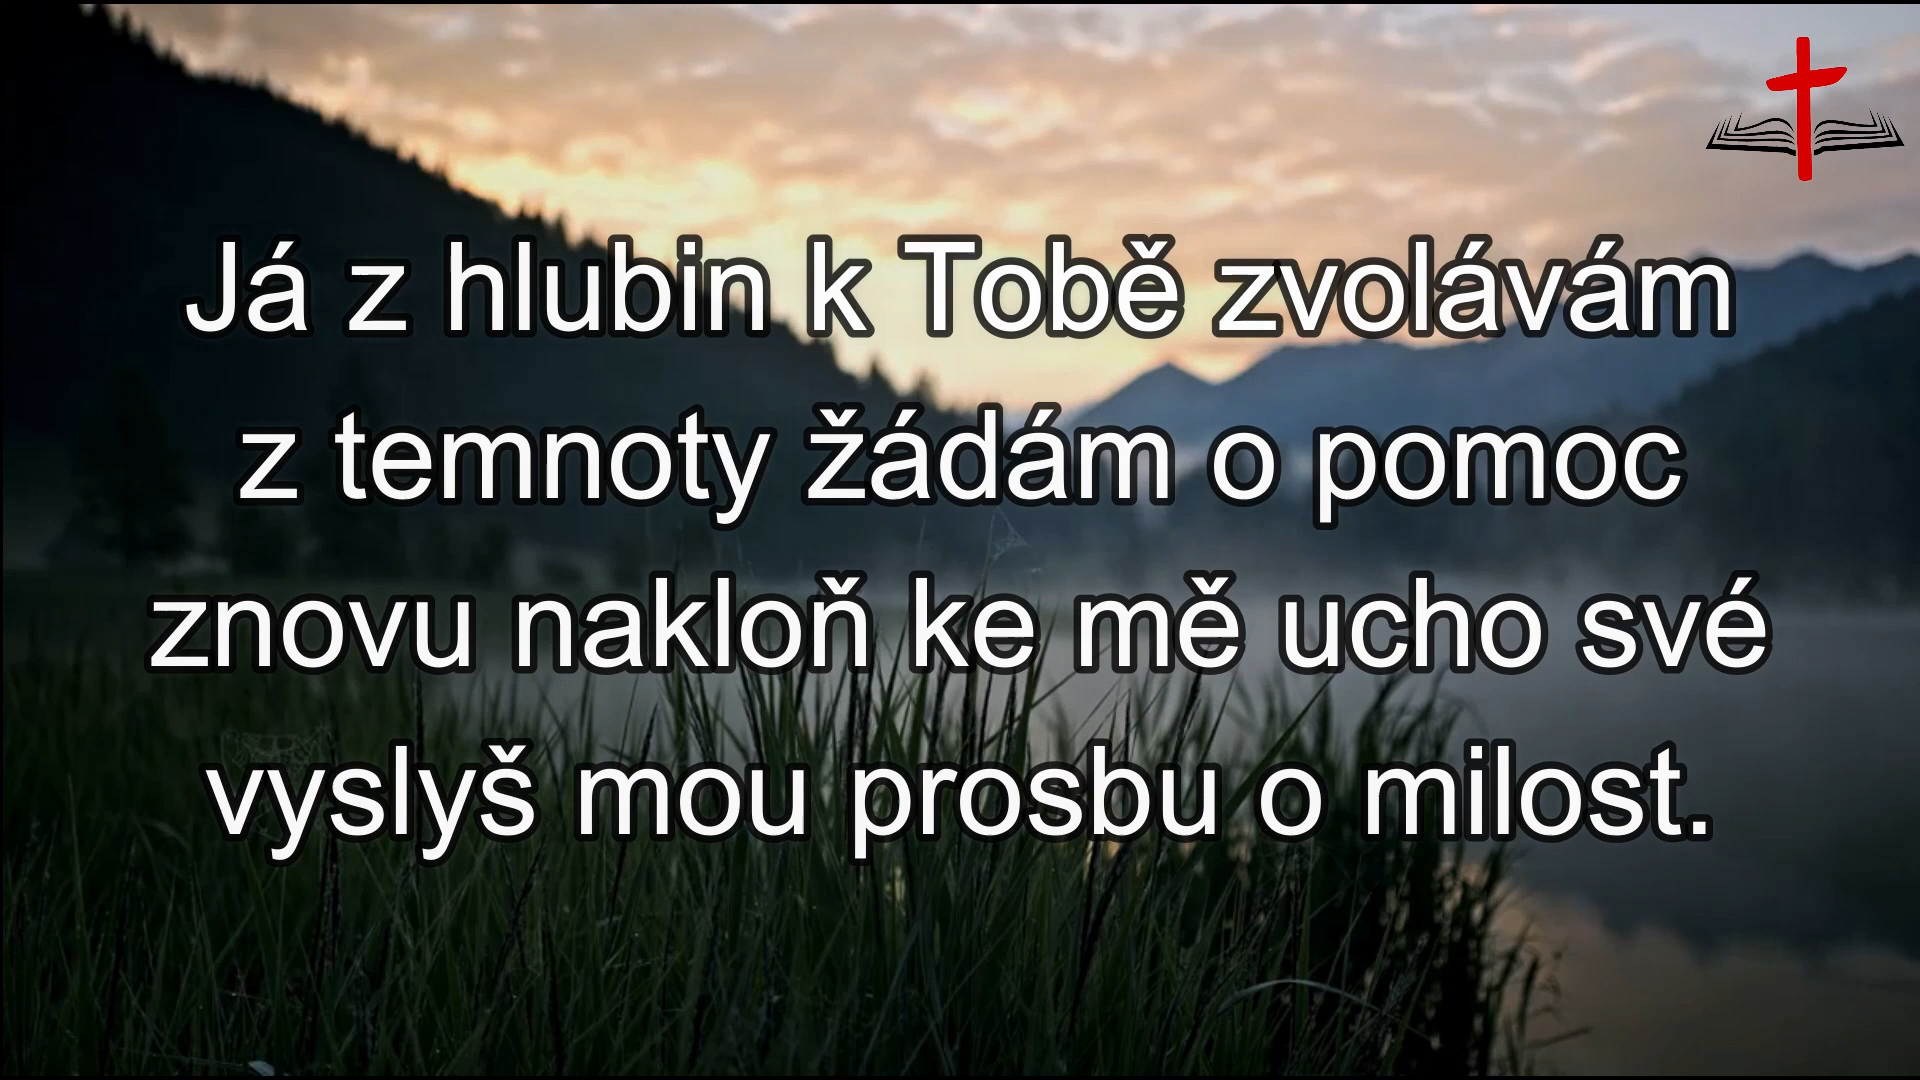 Já z hlubin k Tobě zvolávám
z temnoty žádám o pomoc
znovu nakloň ke mě ucho své
vyslyš mou prosbu o milost.